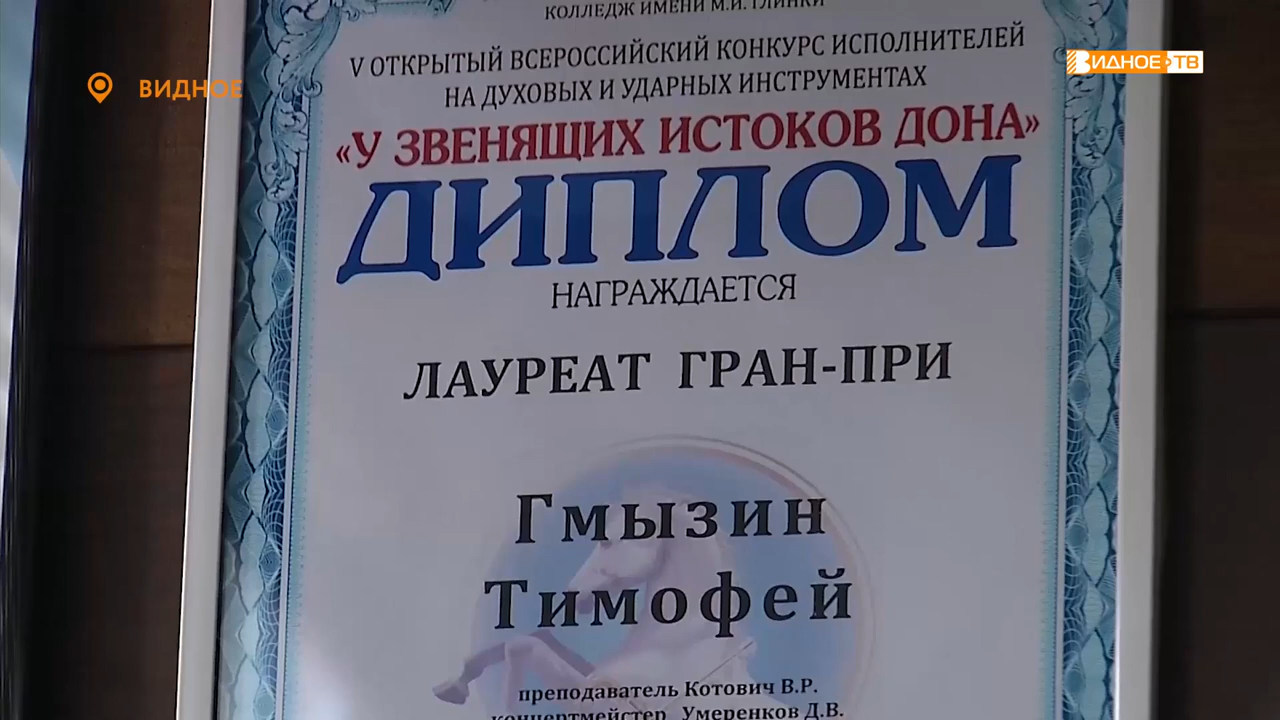 КОЛЛЕДЖ ИМЕНИ М.И. ГЛИНКИ
V ОТКРЫТЫЙ ВСЕРОССИЙСКИЙ КОНКУРС ИСПОЛНИТЕЛЕЙ
НА ДУХОВЫХ И УДАРНЫХ ИНСТРУМЕНТАХ
ВИДНОЕ
ВИДНОЕ ТВ
«У ЗВЕНЯЩИХ ИСТОКОВ ДОНА»
ДИПЛОМ
НАГРАЖДАЕТСЯ
ЛАУРЕАТ ГРАН-ПРИ
Гмызин
Тимофей
преподаватель Котович В.Р.
концертмейстер Умеренков Д.В.